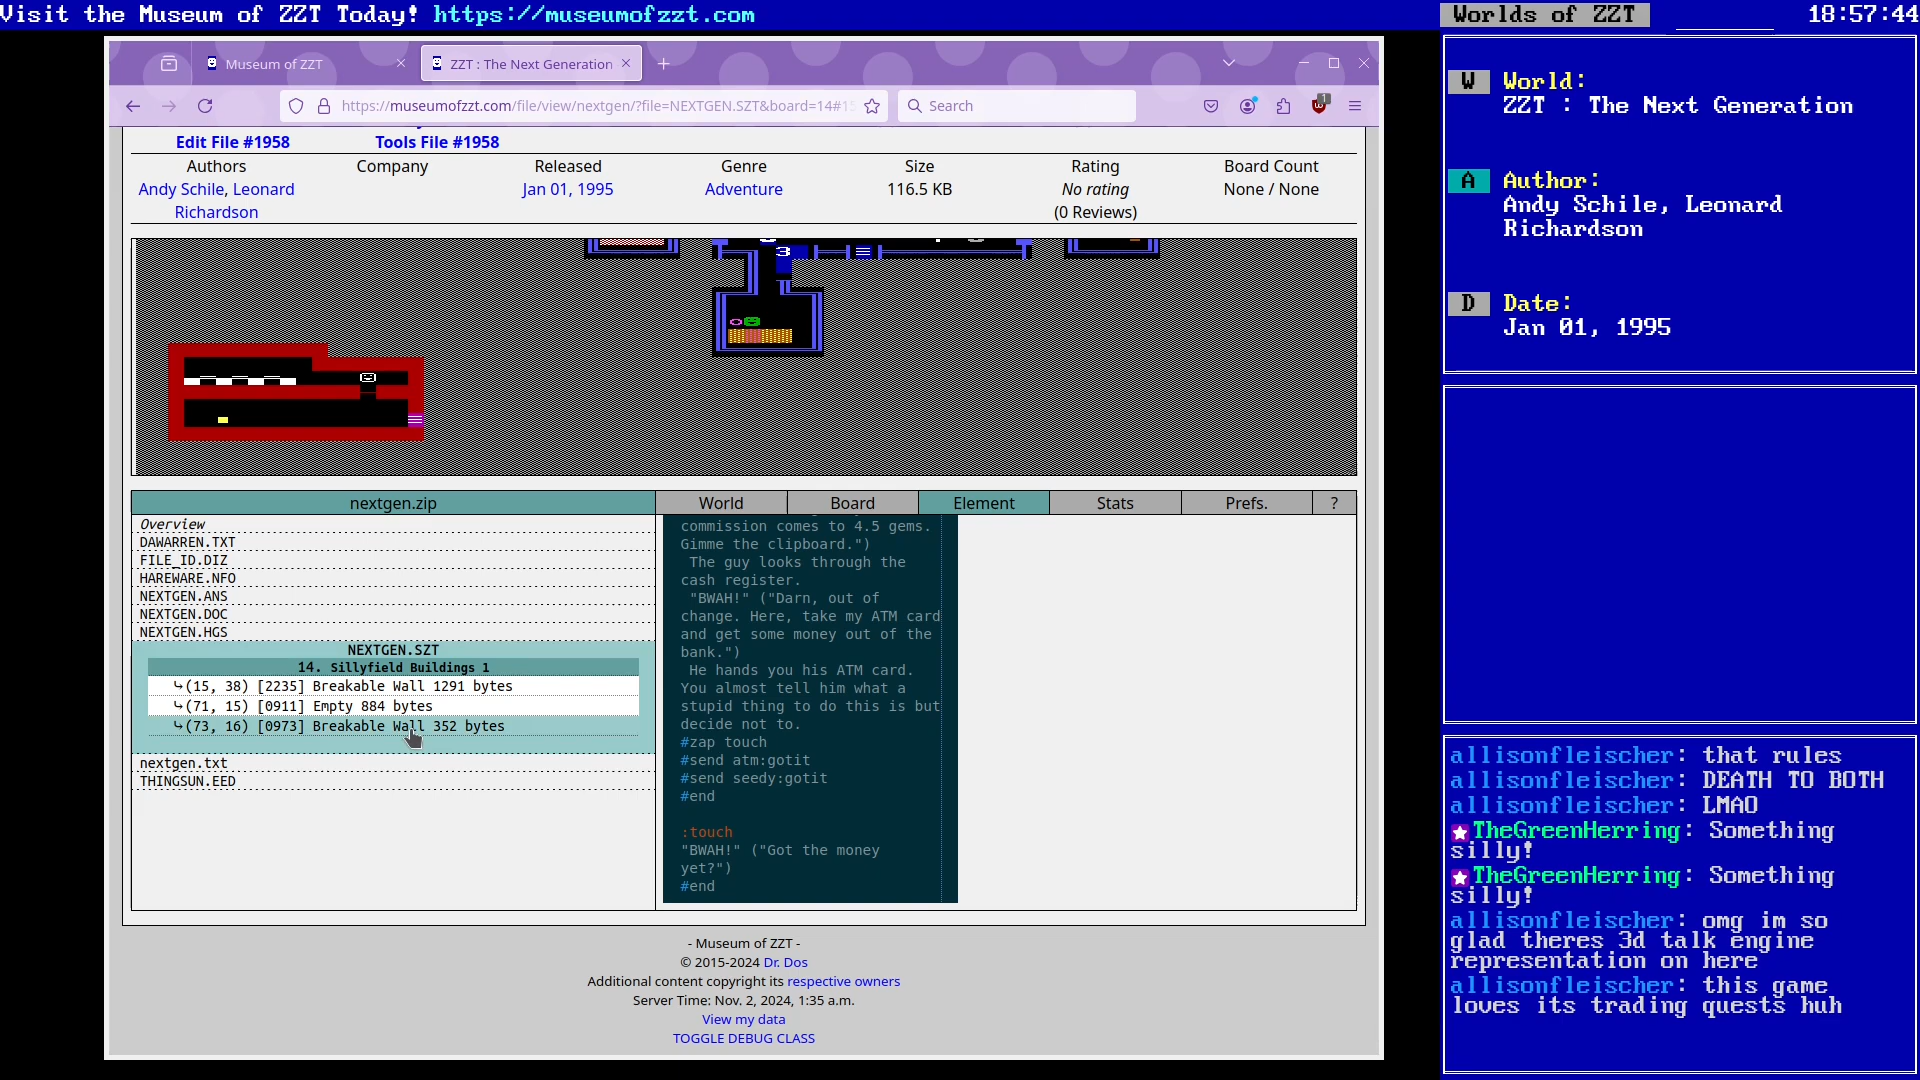 Visit the Museum of ZZT Today! https://museumofzzt.com
Worlds of ZZT
18:57:44
Museum of ZZT
ZZT : The Next Generation
https://museumofzzt.com/file/view/nextgen/?file=NEXTGEN.SZT&board=14#1
Search
1
Edit File #1958
Tools File #1958
Authors
Company
Released
Genre
Size
Rating
Board Count
Andy Schile, Leonard
Richardson
Jan 01, 1995
Adventure
116.5 KB
No rating
(0 Reviews)
None / None
3
nextgen.zip
World
Board
Element
Stats
Prefs.
?
Overview
DAWARREN.TXT
FILE_ID.DIZ
HAREWARE.NFO
NEXTGEN.ANS
NEXTGEN.DOC
NEXTGEN.HGS
NEXTGEN.SZT
14. Sillyfield Buildings 1
⤷(15, 38) [2235] Breakable Wall 1291 bytes
⤷(71, 15) [0911] Empty 884 bytes
⤷(73, 16) [0973] Breakable Wall 352 bytes
nextgen.txt
THINGSUN.EED
commission comes to 4.5 gems.
Gimme the clipboard.")
The guy looks through the
cash register.
"BWAH!" ("Darn, out of
change. Here, take my ATM card
and get some money out of the
bank.")
He hands you his ATM card.
You almost tell him what a
stupid thing to do this is but
decide not to.
#zap touch
#send atm:gotit
#send seedy:gotit
#end
:touch
"BWAH!" ("Got the money
yet?")
#end
- Museum of ZZT -
© 2015-2024 Dr. Dos
Additional content copyright its respective owners
Server Time: Nov. 2, 2024, 1:35 a.m.
View my data
TOGGLE DEBUG CLASS
W World:
ZZT : The Next Generation
A Author:
Andy Schile, Leonard
Richardson
D Date:
Jan 01, 1995
allisonfleischer: that rules
allisonfleischer: DEATH TO BOTH
allisonfleischer: LMAO
TheGreenHerring: Something
silly!
TheGreenHerring: Something
silly!
allisonfleischer: omg im so
glad theres 3d talk engine
representation on here
allisonfleischer: this game
loves its trading quests huh